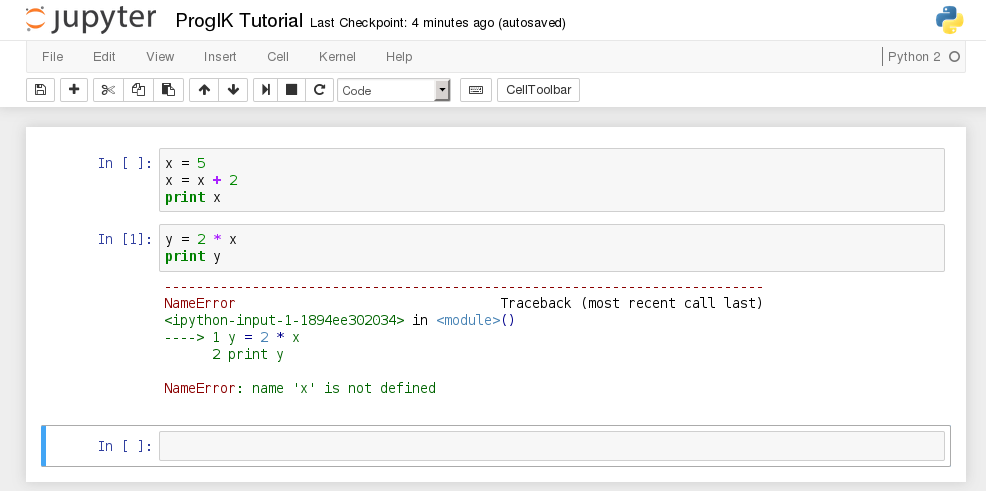 jupyter ProgIK Tutorial Last Checkpoint: 4 minutes ago (autosaved)
File Edit View Insert Cell Kernel Help Python 2
Code CellToolbar
In [ ]: x = 5
x = x + 2
print x
In [1]: y = 2 * x
print y
---------------------------------------------------------------------------
NameError Traceback (most recent call last)
<ipython-input-1-1894ee302034> in <module>()
----> 1 y = 2 * x
2 print y
NameError: name 'x' is not defined
In [ ]: